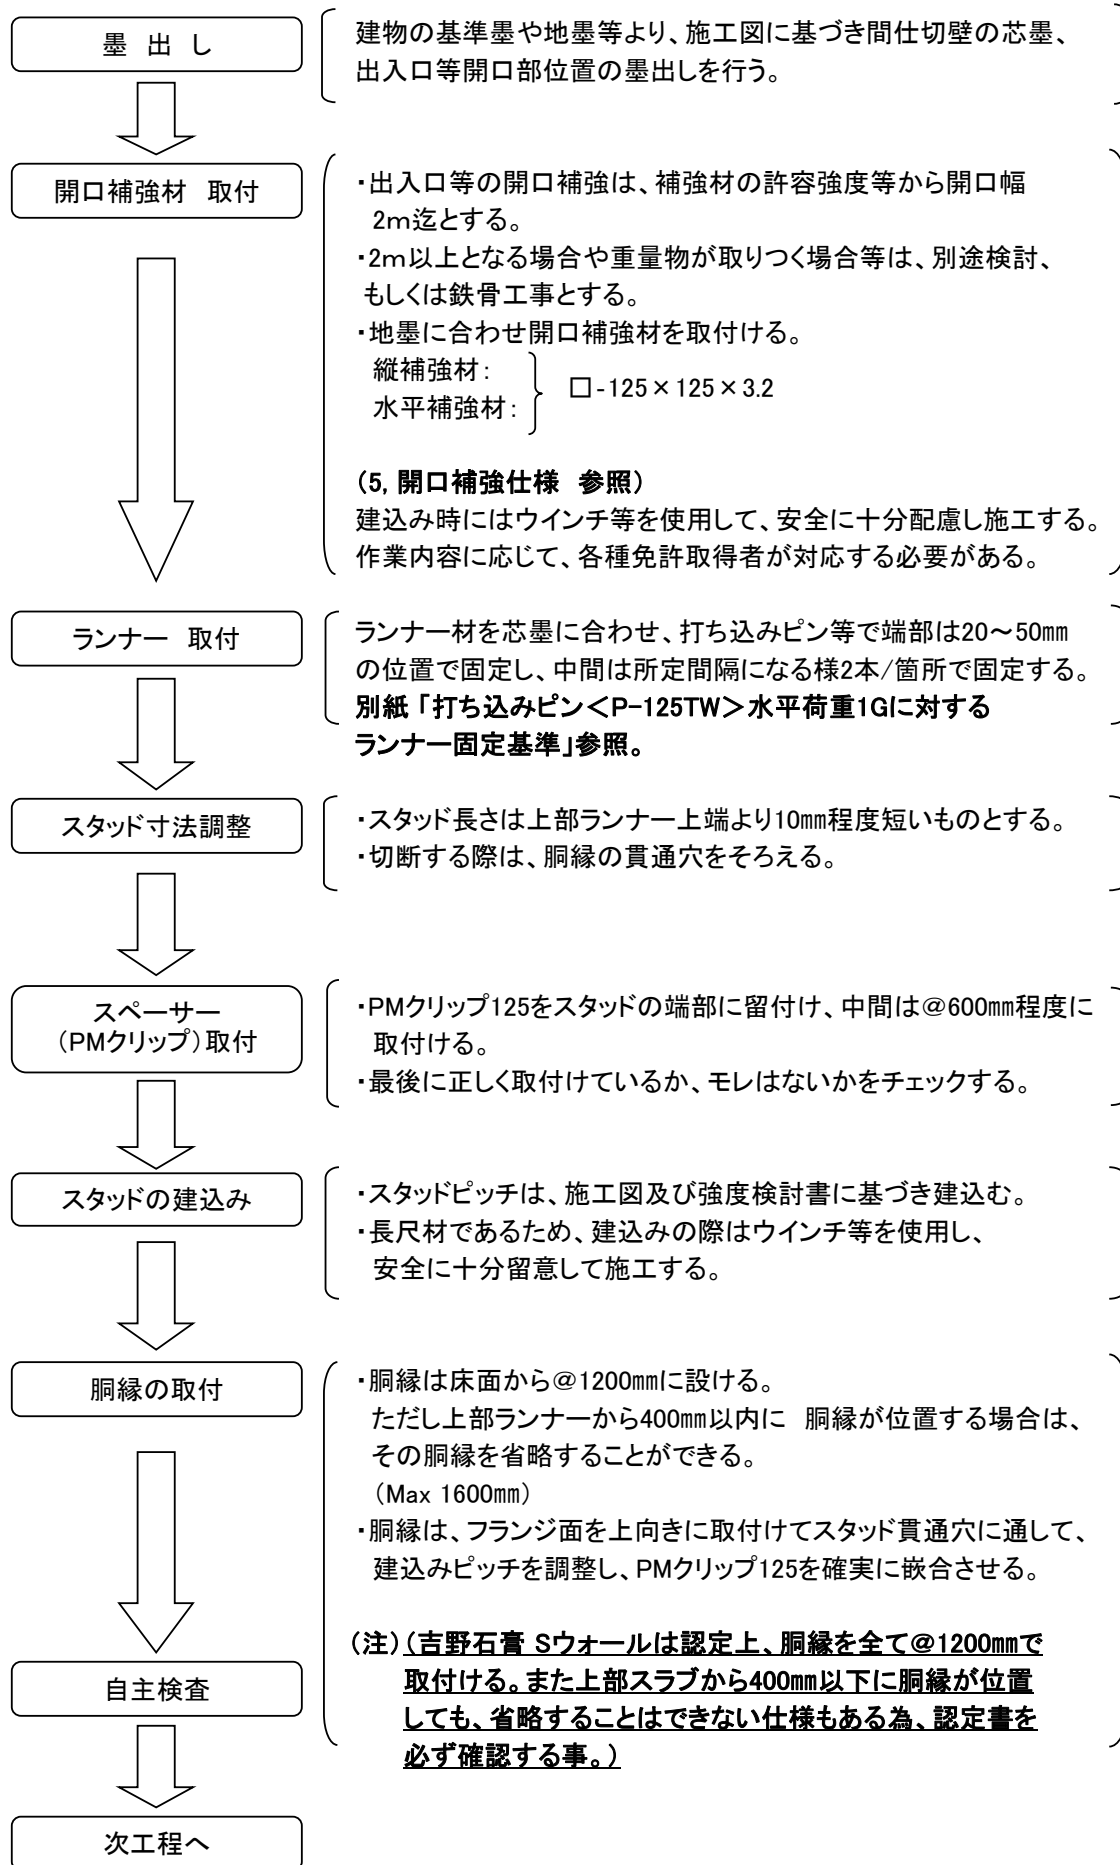 墨 出し
建物の基準墨や地墨等より、施工図に基づき間仕切壁の芯墨、
出入口等開口部位置の墨出しを行う。
開口補強材 取付
・出入口等の開口補強は、補強材の許容強度等から開口幅
2m迄とする。
・2m以上となる場合や重量物が取りつく場合等は、別途検討、
もしくは鉄骨工事とする。
・地墨に合わせ開口補強材を取付ける。
縦補強材:
水平補強材:
□-125×125×3.2
(5, 開口補強仕様 参照)
建込み時にはウインチ等を使用して、安全に十分配慮し施工する。
作業内容に応じて、各種免許取得者が対応する必要がある。
ランナー 取付
ランナー材を芯墨に合わせ、打ち込みピン等で端部は20~50㎜
の位置で固定し、中間は所定間隔になる様2本/箇所で固定する。
別紙「打ち込みピン<P-125TW>水平荷重1Gに対する
ランナー固定基準」参照。
スタッド寸法調整
・スタッド長さは上部ランナー上端より10㎜程度短いものとする。
・切断する際は、胴縁の貫通穴をそろえる。
スペーサー
(PMクリップ)取付
・PMクリップ125をスタッドの端部に留付け、中間は@600㎜程度に
取付ける。
・最後に正しく取付けているか、モレはないかをチェックする。
スタッドの建込み
・スタッドピッチは、施工図及び強度検討書に基づき建込む。
・長尺材であるため、建込みの際はウインチ等を使用し、
安全に十分留意して施工する。
胴縁の取付
・胴縁は床面から@1200㎜に設ける。
ただし上部ランナーから400㎜以内に 胴縁が位置する場合は、
その胴縁を省略することができる。
(Max 1600㎜)
・胴縁は、フランジ面を上向きに取付けてスタッド貫通穴に通して、
建込みピッチを調整し、PMクリップ125を確実に嵌合させる。
(注)(吉野石膏 Sウォールは認定上、胴縁を全て@1200㎜で
取付ける。また上部スラブから400㎜以下に胴縁が位置
しても、省略することはできない仕様もある為、認定書を
必ず確認する事。)
自主検査
次工程へ